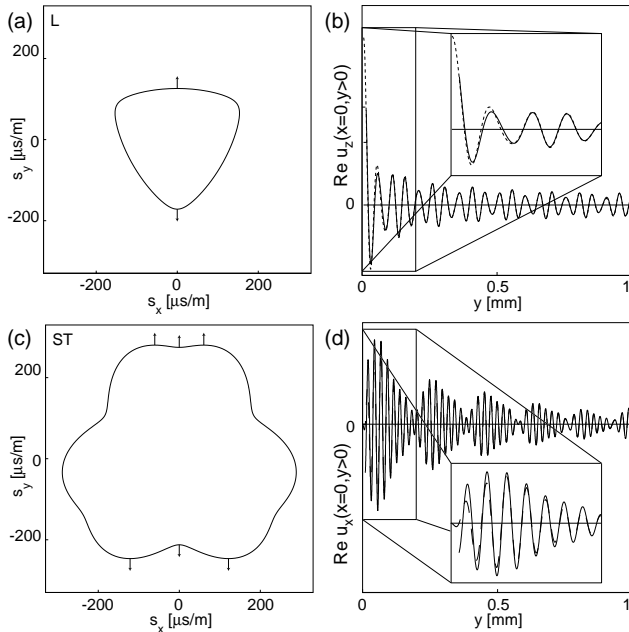 (a)
L
200
0
-200
s_y [μs/m]
-200
0
200
s_x [μs/m]
(b)
Re u_z(x=0,y>0)
0
0
0.5
1
y [mm]
(c)
ST
200
0
-200
s_y [μs/m]
-200
0
200
s_x [μs/m]
(d)
Re u_x(x=0,y>0)
0
0
0.5
1
y [mm]